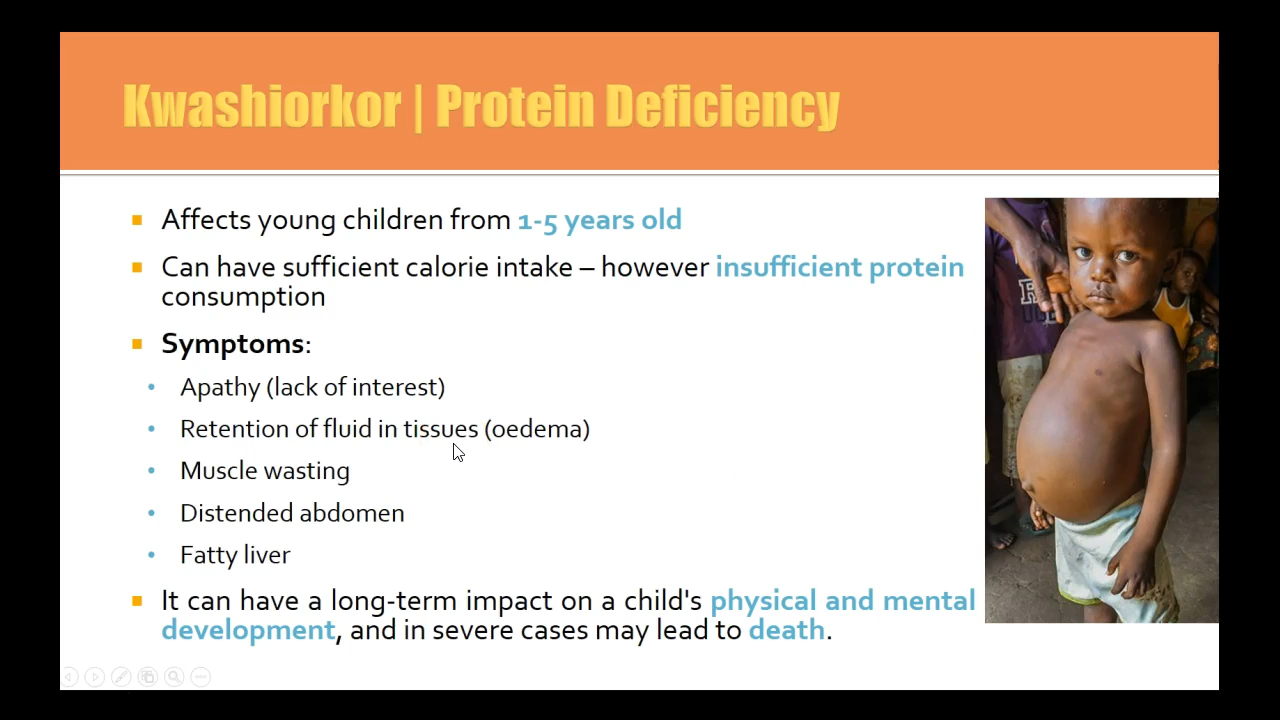 Kwashiorkor | Protein Deficiency
Affects young children from 1-5 years old
Can have sufficient calorie intake – however insufficient protein
consumption
Symptoms:
Apathy (lack of interest)
Retention of fluid in tissues (oedema)
Muscle wasting
Distended abdomen
Fatty liver
It can have a long-term impact on a child's physical and mental
development, and in severe cases may lead to death.